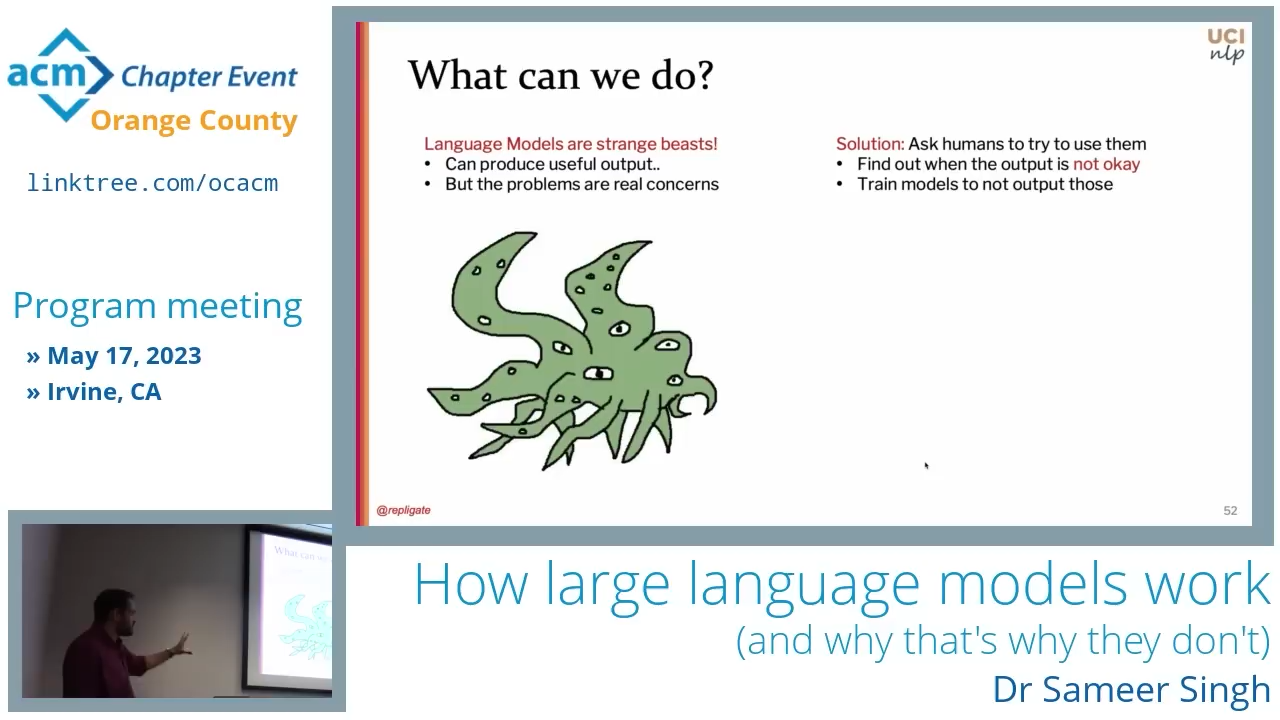 acm Chapter Event
Orange County
linktree.com/ocacm
Program meeting
» May 17, 2023
» Irvine, CA
UCI
nlp
What can we do?
Language Models are strange beasts!
• Can produce useful output..
• But the problems are real concerns
Solution: Ask humans to try to use them
• Find out when the output is not okay
• Train models to not output those
@repligate
52
What can we
How large language models work
(and why that's why they don't)
Dr Sameer Singh